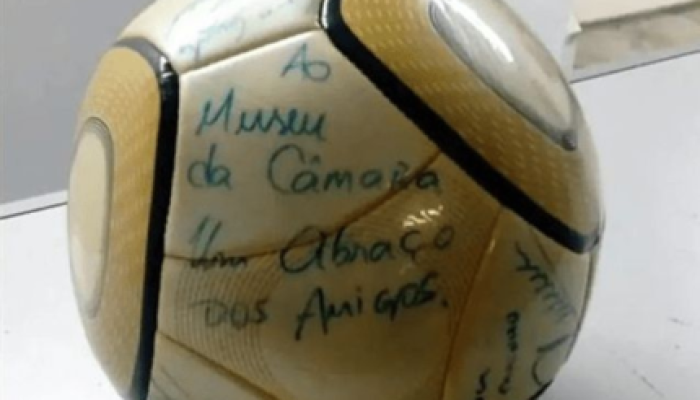 Ao
Museu
da Câmara
Um Abraço
DOS AMIGOS.